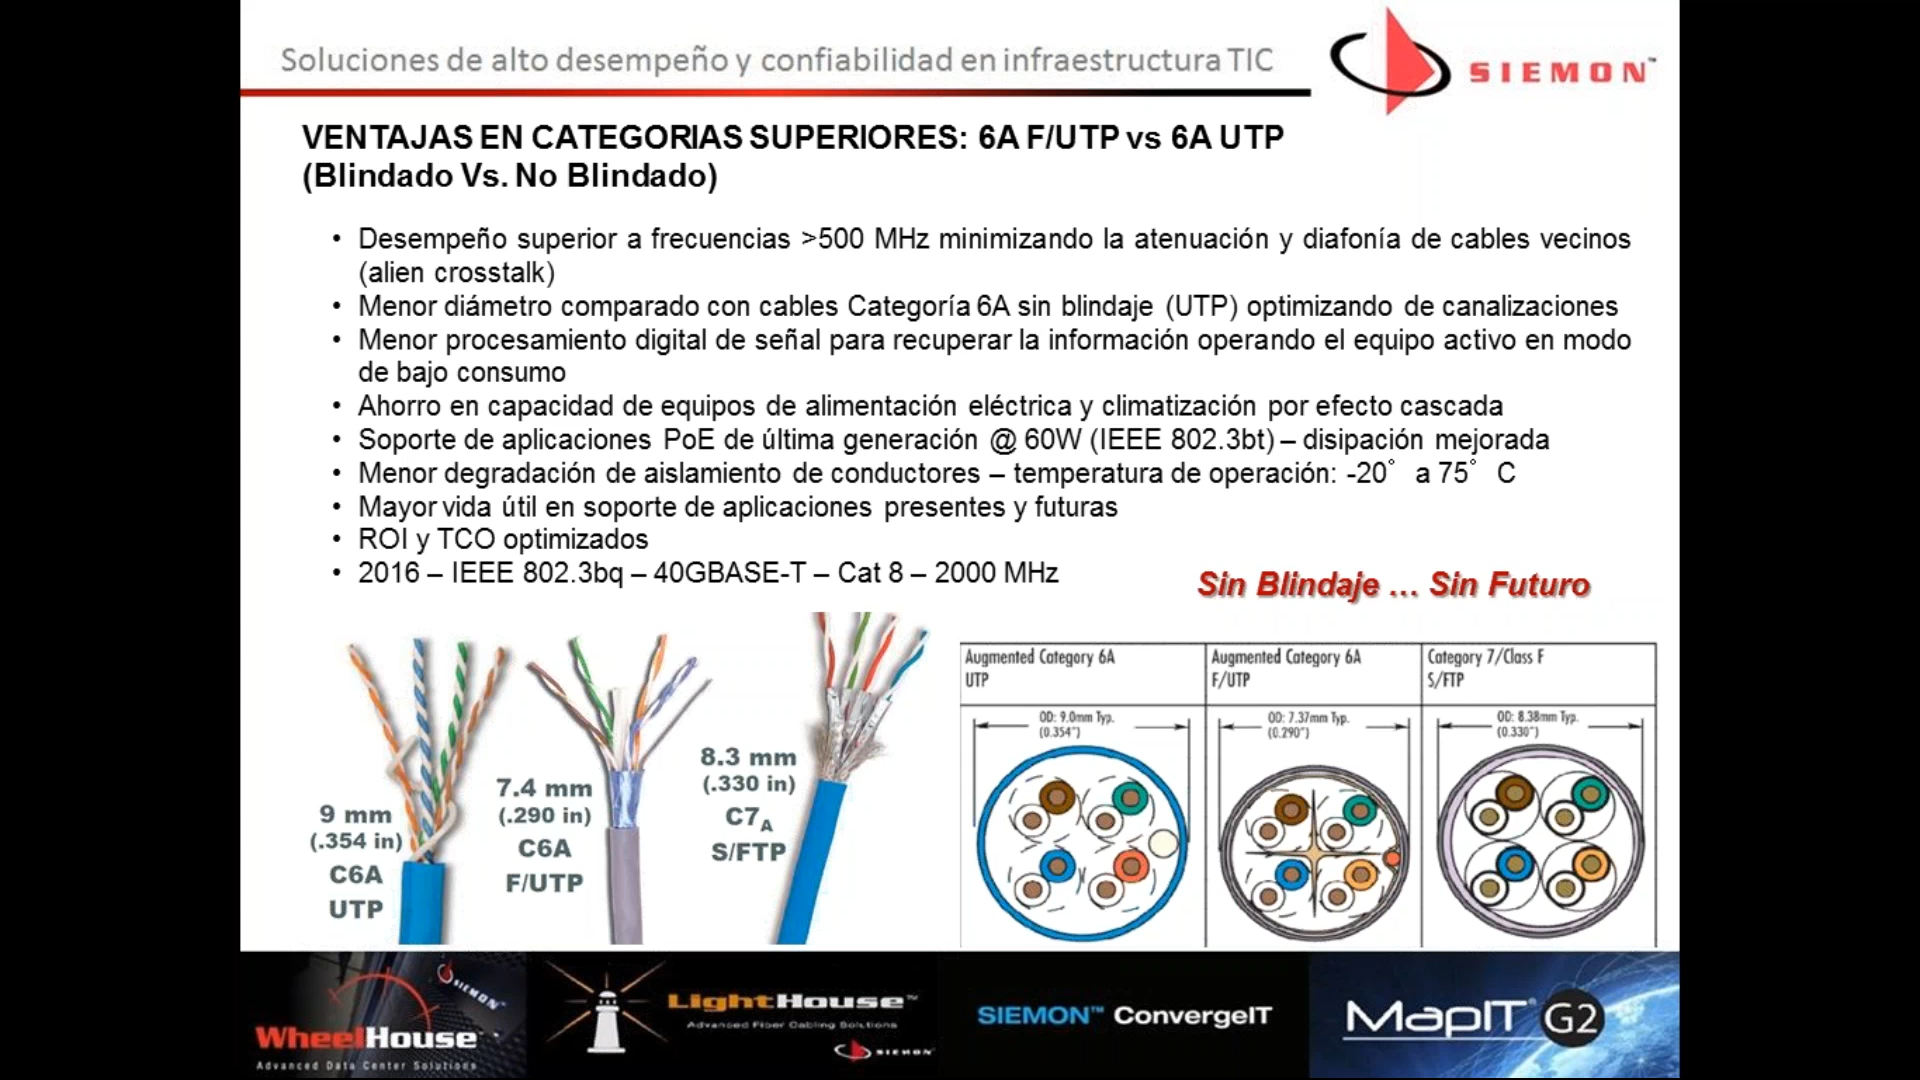 Soluciones de alto desempeño y confiabilidad en infraestructura TIC
SIEMON™
VENTAJAS EN CATEGORIAS SUPERIORES: 6A F/UTP vs 6A UTP
(Blindado Vs. No Blindado)
• Desempeño superior a frecuencias >500 MHz minimizando la atenuación y diafonía de cables vecinos
(alien crosstalk)
• Menor diámetro comparado con cables Categoría 6A sin blindaje (UTP) optimizando de canalizaciones
• Menor procesamiento digital de señal para recuperar la información operando el equipo activo en modo
de bajo consumo
• Ahorro en capacidad de equipos de alimentación eléctrica y climatización por efecto cascada
• Soporte de aplicaciones PoE de última generación @ 60W (IEEE 802.3bt) – disipación mejorada
• Menor degradación de aislamiento de conductores – temperatura de operación: -20° a 75° C
• Mayor vida útil en soporte de aplicaciones presentes y futuras
• ROI y TCO optimizados
• 2016 – IEEE 802.3bq – 40GBASE-T – Cat 8 – 2000 MHz
Sin Blindaje … Sin Futuro
9 mm
(.354 in)
C6A
UTP
7.4 mm
(.290 in)
C6A
F/UTP
8.3 mm
(.330 in)
C7A
S/FTP
Augmented Category 6A
UTP
OD: 9.0mm Typ.
(0.354")
Augmented Category 6A
F/UTP
OD: 7.37mm Typ.
(0.290")
Category 7/Class F
S/FTP
OD: 8.38mm Typ.
(0.330")
SIEMON
WheelHouse™
Advanced Data Center Solutions
LightHouse™
Advanced Fiber Cabling Solutions
SIEMON
SIEMON™ ConvergeIT
MapIT® G2